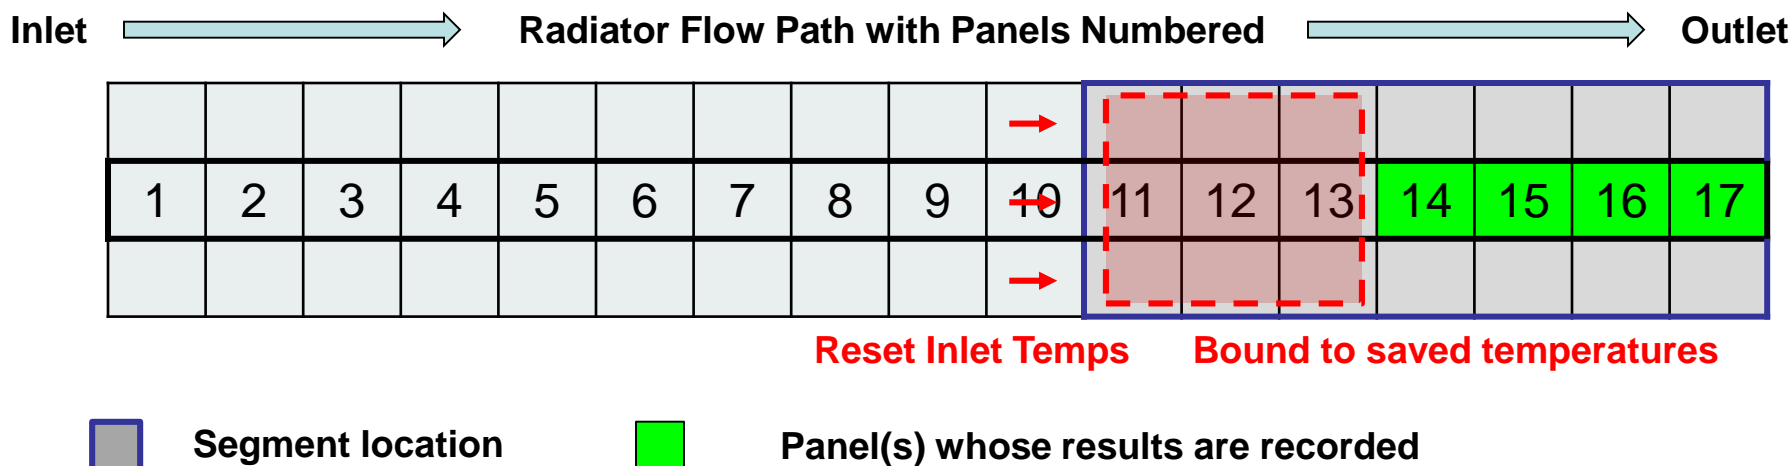 Inlet Radiator Flow Path with Panels Numbered Outlet
1 2 3 4 5 6 7 8 9 10 11 12 13 14 15 16 17
Reset Inlet Temps Bound to saved temperatures
Segment location Panel(s) whose results are recorded